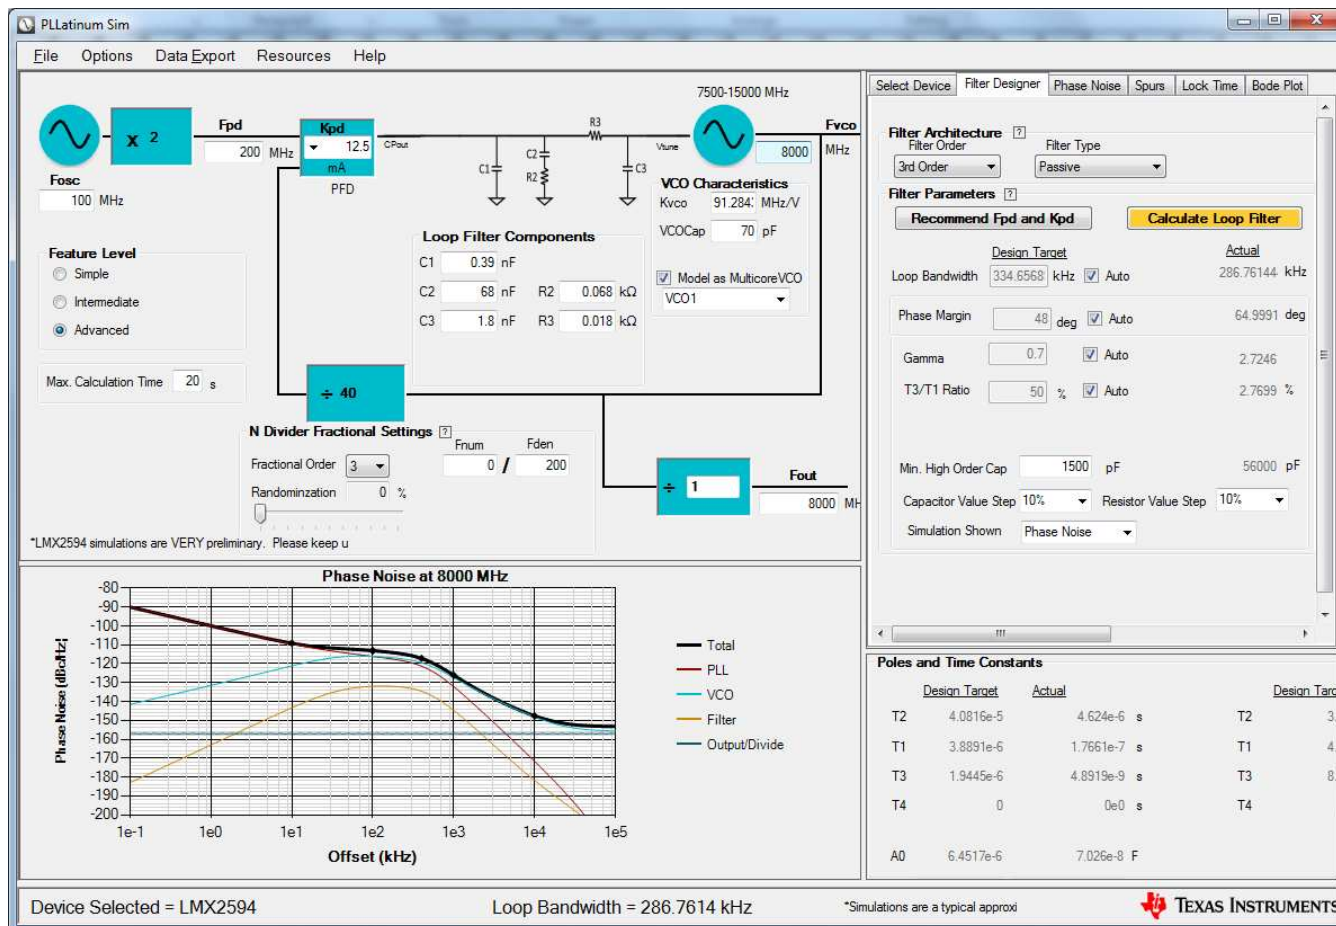 PLLatinum Sim
File Options Data Export Resources Help
7500-15000 MHz
Fosc
100 MHz
x 2
Fpd
200 MHz
Kpd
12.5
mA
PFD
CPout
C1
C2
R2
R3
C3
Vtune
Fvco
8000
MHz
VCO Characteristics
Kvco 91.284 MHz/V
VCOCap 70 pF
Model as MulticoreVCO
VCO1
Feature Level
Simple
Intermediate
Advanced
Max. Calculation Time 20 s
Loop Filter Components
C1 0.39 nF
C2 68 nF R2 0.068 kΩ
C3 1.8 nF R3 0.018 kΩ
÷ 40
N Divider Fractional Settings ?
Fnum Fden
Fractional Order 3 0 / 200
Randominzation 0 %
÷ 1
Fout
8000 MH
*LMX2594 simulations are VERY preliminary. Please keep u
Select Device Filter Designer Phase Noise Spurs Lock Time Bode Plot
Filter Architecture ?
Filter Order Filter Type
3rd Order Passive
Filter Parameters ?
Recommend Fpd and Kpd Calculate Loop Filter
Design Target Actual
Loop Bandwidth 334.6568 kHz Auto 286.76144 kHz
Phase Margin 48 deg Auto 64.9991 deg
Gamma 0.7 Auto 2.7246
T3/T1 Ratio 50 % Auto 2.7699 %
Min. High Order Cap 1500 pF 56000 pF
Capacitor Value Step 10% Resistor Value Step 10%
Simulation Shown Phase Noise
Phase Noise at 8000 MHz
Phase Noise (dBc/Hz)
-80
-90
-100
-110
-120
-130
-140
-150
-160
-170
-180
-190
-200
1e-1 1e0 1e1 1e2 1e3 1e4 1e5
Offset (kHz)
Total
PLL
VCO
Filter
Output/Divide
Poles and Time Constants
Design Target Actual Design Targ
T2 4.0816e-5 4.624e-6 s T2 3.
T1 3.8891e-6 1.7661e-7 s T1 4.
T3 1.9445e-6 4.8919e-9 s T3 8.
T4 0 0e0 s T4
A0 6.4517e-6 7.026e-8 F
Device Selected = LMX2594 Loop Bandwidth = 286.7614 kHz *Simulations are a typical approxi TEXAS INSTRUMENTS